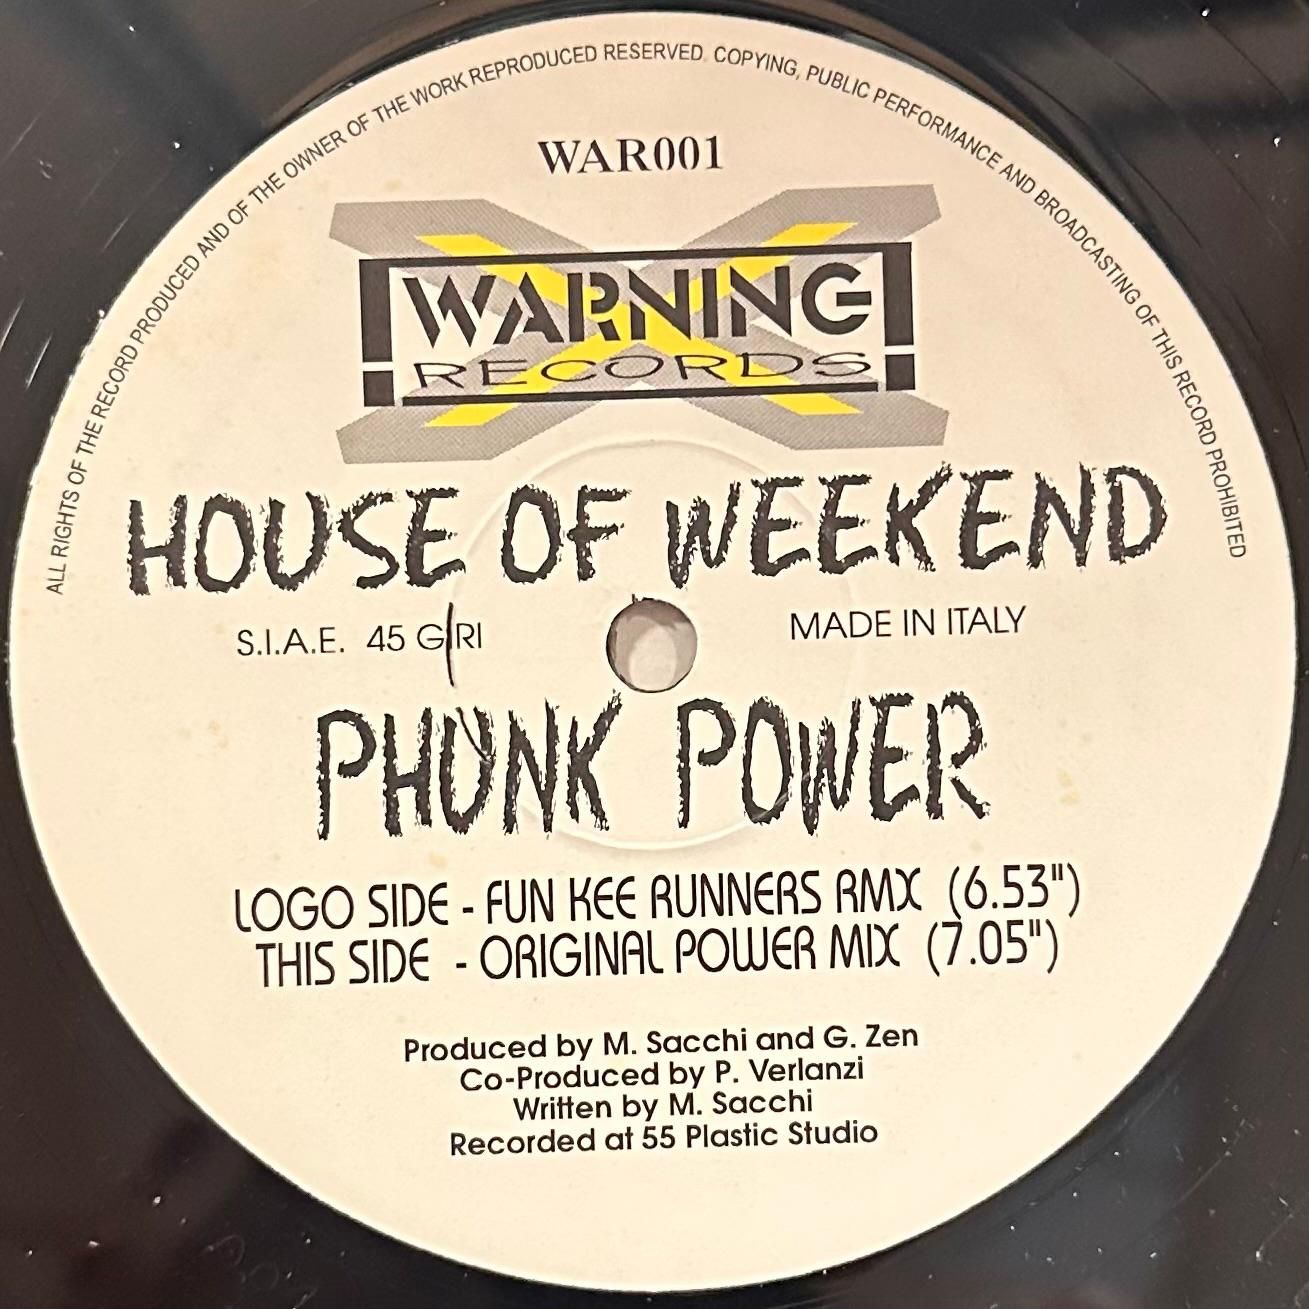 ALL RIGHTS OF THE RECORD PRODUCED AND OF THE OWNER OF THE WORK REPRODUCED RESERVED. COPYING, PUBLIC PERFORMANCE AND BROADCASTING OF THIS RECORD PROHIBITED
WAR001
WARNING
RECORDS
HOUSE OF WEEKEND
S.I.A.E. 45 GIRI MADE IN ITALY
PHUNK POWER
LOGO SIDE - FUN KEE RUNNERS RMX (6.53")
THIS SIDE - ORIGINAL POWER MIX (7.05")
Produced by M. Sacchi and G. Zen
Co-Produced by P. Verlanzi
Written by M. Sacchi
Recorded at 55 Plastic Studio